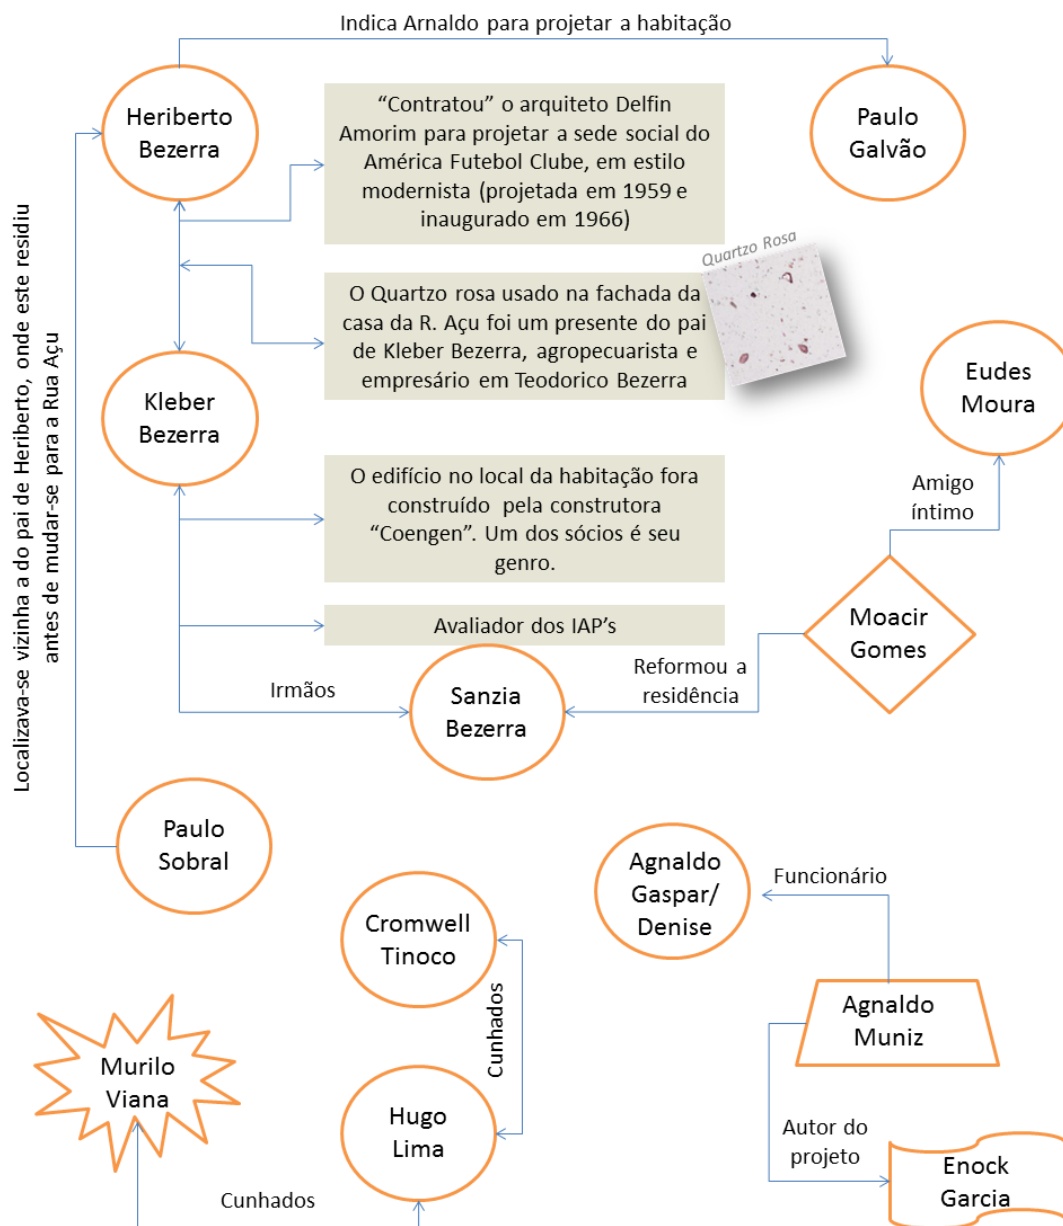 Indica Arnaldo para projetar a habitação
Heriberto
Bezerra
“Contratou” o arquiteto Delfin
Amorim para projetar a sede social do
América Futebol Clube, em estilo
modernista (projetada em 1959 e
inaugurado em 1966)
Paulo
Galvão
Quartzo Rosa
O Quartzo rosa usado na fachada da
casa da R. Açu foi um presente do pai
de Kleber Bezerra, agropecuarista e
empresário em Teodorico Bezerra
Localizava-se vizinha a do pai de Heriberto, onde este residiu
antes de mudar-se para a Rua Açu
Kleber
Bezerra
Eudes
Moura
O edifício no local da habitação fora
construído pela construtora
“Coengen”. Um dos sócios é seu
genro.
Amigo
íntimo
Avaliador dos IAP’s
Moacir
Gomes
Irmãos
Sanzia
Bezerra
Reformou a
residência
Paulo
Sobral
Agnaldo
Gaspar/
Denise
Funcionário
Cromwell
Tinoco
Cunhados
Agnaldo
Muniz
Murilo
Viana
Hugo
Lima
Autor do
projeto
Enock
Garcia
Cunhados